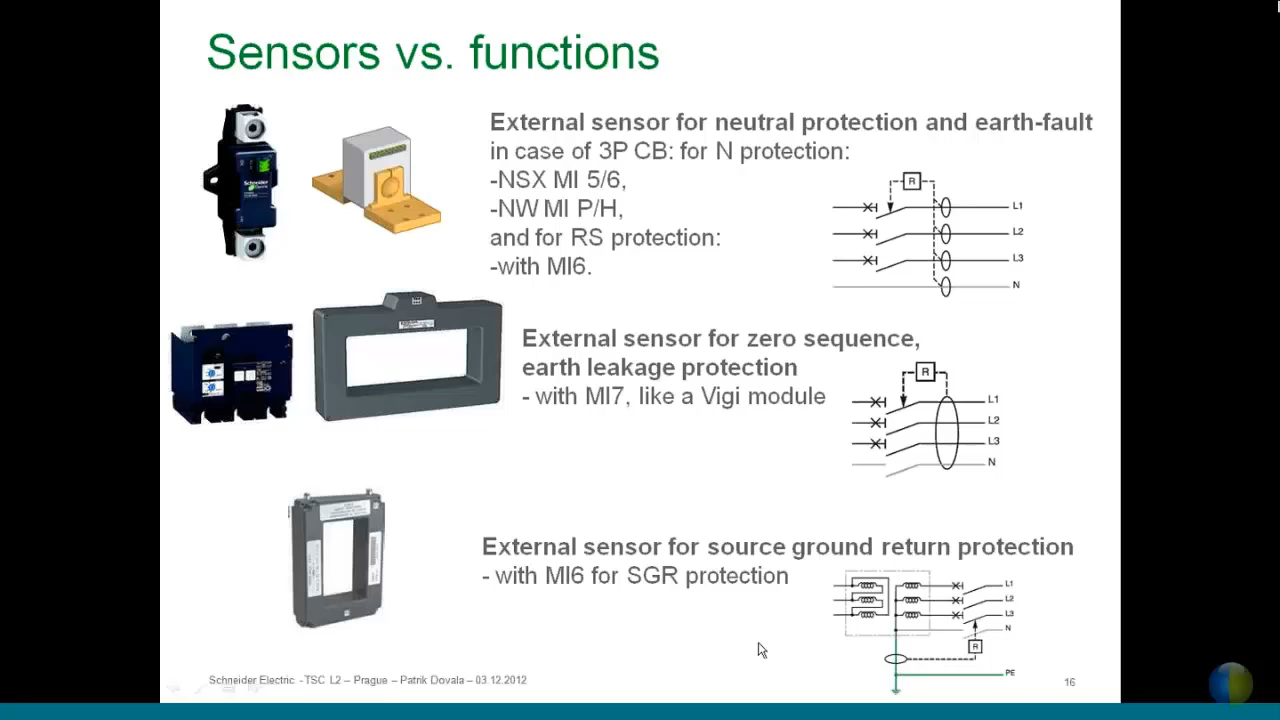 Sensors vs. functions
External sensor for neutral protection and earth-fault
in case of 3P CB: for N protection:
-NSX MI 5/6,
-NW MI P/H,
and for RS protection:
-with MI6.
R
L1
L2
L3
N
Schneider
Electric
External sensor for zero sequence,
earth leakage protection
- with MI7, like a Vigi module
R
L1
L2
L3
N
External sensor for source ground return protection
- with MI6 for SGR protection
L1
L2
L3
N
R
PE
Schneider Electric -TSC L2 – Prague – Patrik Dovala – 03.12.2012
16